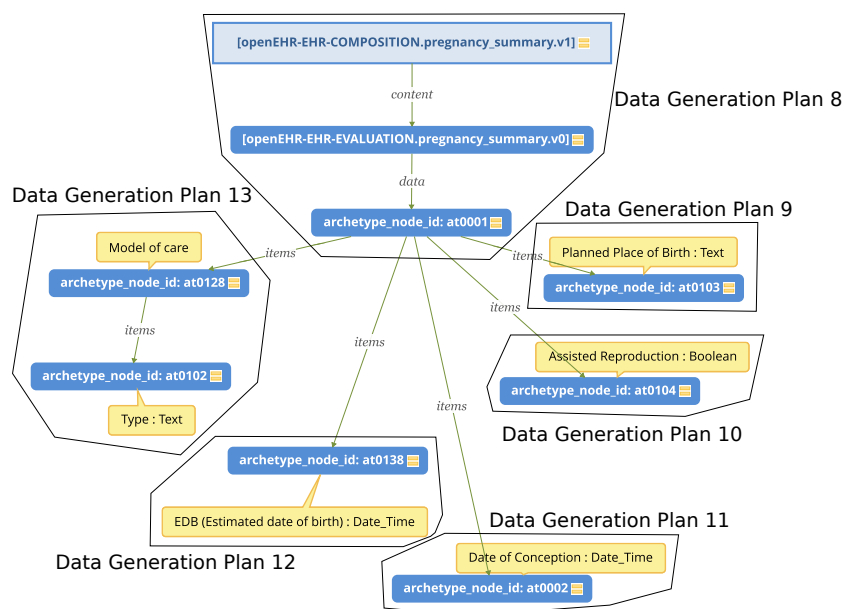 [openEHR-EHR-COMPOSITION.pregnancy_summary.v1]
content
Data Generation Plan 8
[openEHR-EHR-EVALUATION.pregnancy_summary.v0]
data
Data Generation Plan 13
archetype_node_id: at0001
Data Generation Plan 9
Model of care
items
items
Planned Place of Birth : Text
archetype_node_id: at0128
archetype_node_id: at0103
items
items
items
Assisted Reproduction : Boolean
archetype_node_id: at0102
archetype_node_id: at0104
items
Type : Text
Data Generation Plan 10
archetype_node_id: at0138
EDB (Estimated date of birth) : Date_Time
Data Generation Plan 11
Data Generation Plan 12
Date of Conception : Date_Time
archetype_node_id: at0002